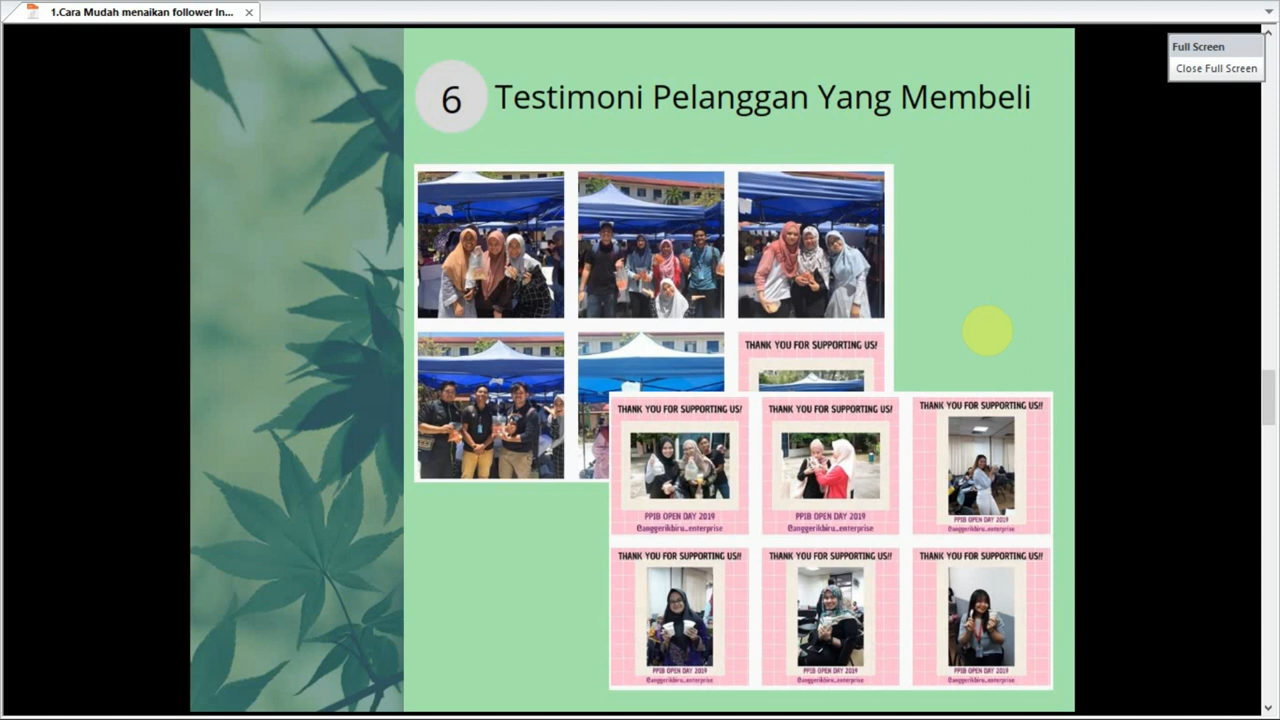 1.Cara Mudah menaikan follower In...
Full Screen
Close Full Screen
6 Testimoni Pelanggan Yang Membeli
THANK YOU FOR SUPPORTING US!
THANK YOU FOR SUPPORTING US!
PPIB OPEN DAY 2019
@anggerikbiru_enterprise
THANK YOU FOR SUPPORTING US!
PPIB OPEN DAY 2019
@anggerikbiru_enterprise
THANK YOU FOR SUPPORTING US!!
PPIB OPEN DAY 2019
@anggerikbiru_enterprise
THANK YOU FOR SUPPORTING US!!
PPIB OPEN DAY 2019
@anggerikbiru_enterprise
THANK YOU FOR SUPPORTING US!!
PPIB OPEN DAY 2019
@anggerikbiru_enterprise
THANK YOU FOR SUPPORTING US!!
PPIB OPEN DAY 2019
@anggerikbiru_enterprise